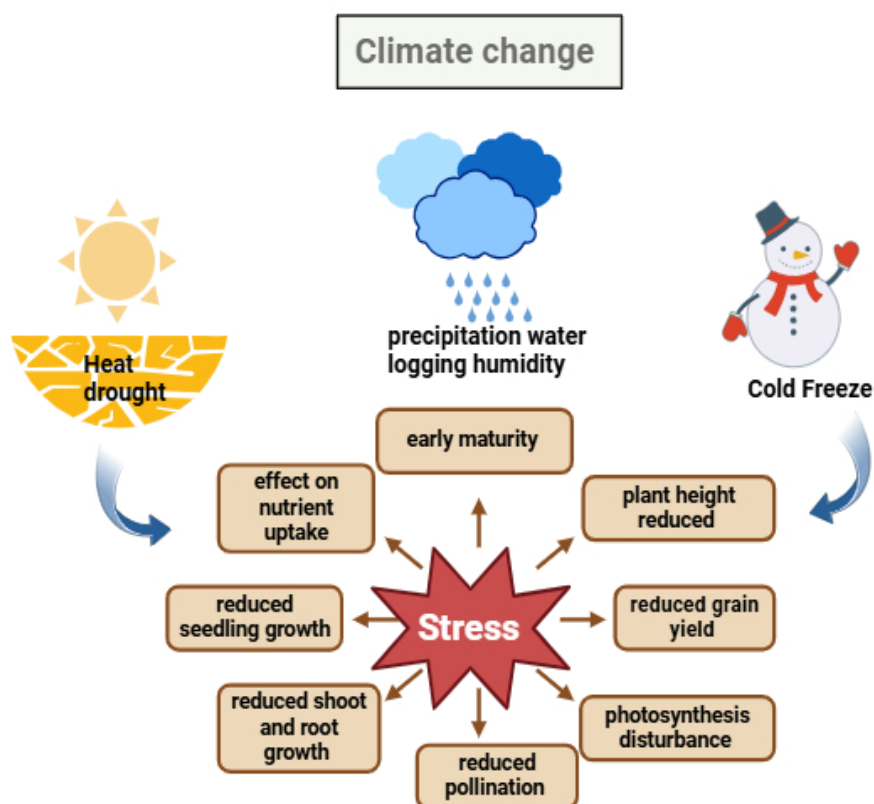 Climate change
precipitation water
logging humidity
Heat
drought
Cold Freeze
early maturity
effect on
nutrient
uptake
plant height
reduced
reduced
seedling growth
Stress
reduced grain
yield
reduced shoot
and root
growth
photosynthesis
disturbance
reduced
pollination